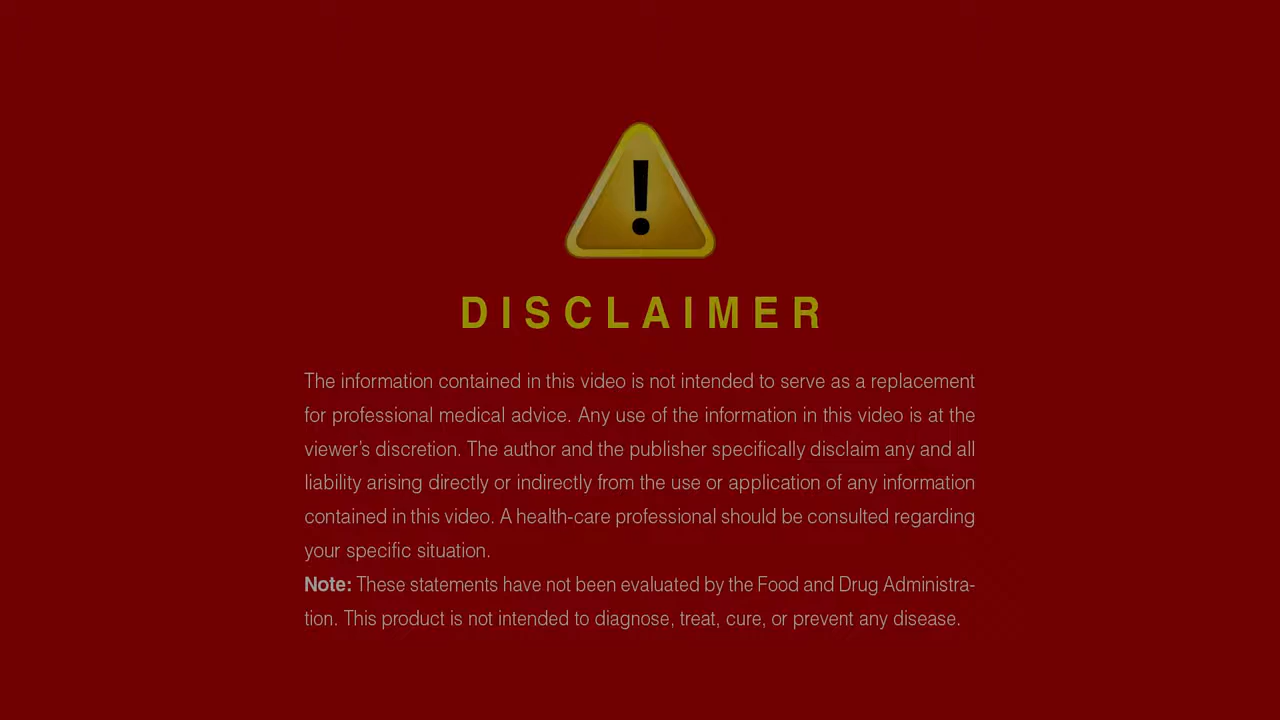 DISCLAIMER
The information contained in this video is not intended to serve as a replacement
for professional medical advice. Any use of the information in this video is at the
viewer's discretion. The author and the publisher specifically disclaim any and all
liability arising directly or indirectly from the use or application of any information
contained in this video. A health-care professional should be consulted regarding
your specific situation.
Note: These statements have not been evaluated by the Food and Drug Administra-
tion. This product is not intended to diagnose, treat, cure, or prevent any disease.